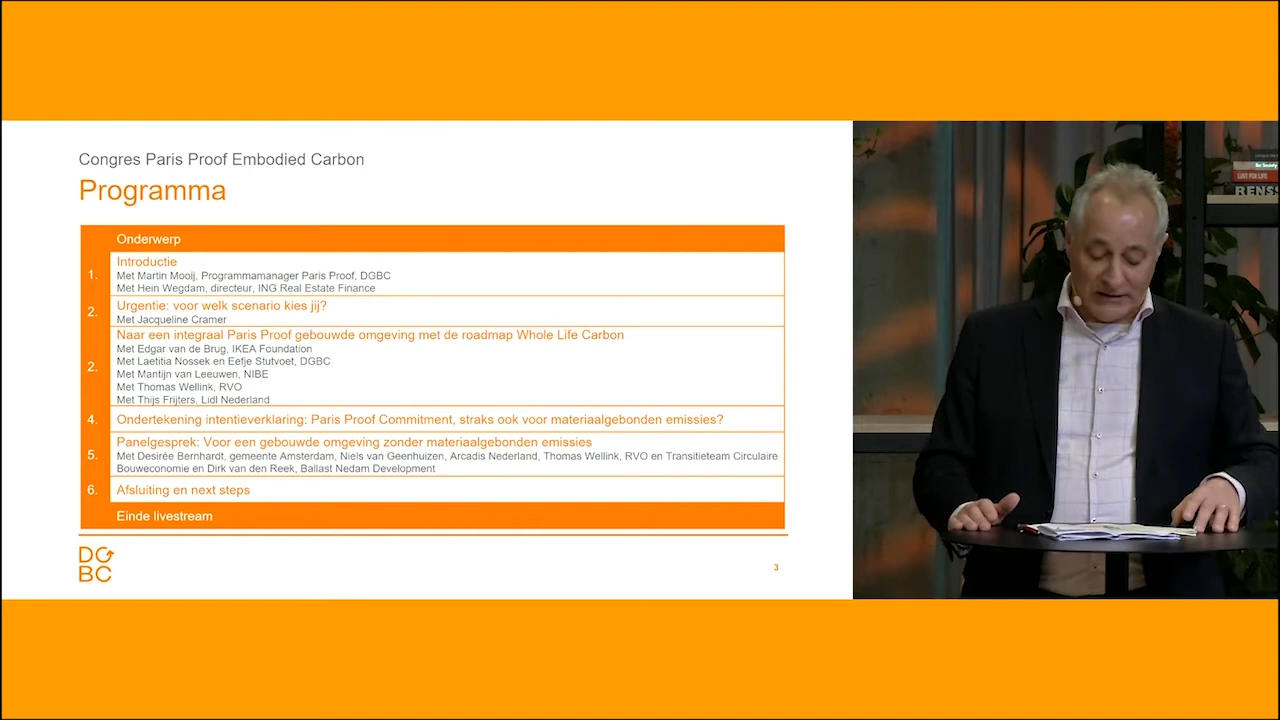 Congres Paris Proof Embodied Carbon
Programma
Onderwerp
1.
Introductie
Met Martin Mooij, Programmamanager Paris Proof, DGBC
Met Hein Wegdam, directeur, ING Real Estate Finance
2.
Urgentie: voor welk scenario kies jij?
Met Jacqueline Cramer
2.
Naar een integraal Paris Proof gebouwde omgeving met de roadmap Whole Life Carbon
Met Edgar van de Brug, IKEA Foundation
Met Laetitia Nossek en Eefje Stutvoet, DGBC
Met Mantijn van Leeuwen, NIBE
Met Thomas Wellink, RVO
Met Thijs Frijters, Lidl Nederland
4.
Ondertekening intentieverklaring: Paris Proof Commitment, straks ook voor materiaalgebonden emissies?
5.
Panelgesprek: Voor een gebouwde omgeving zonder materiaalgebonden emissies
Met Desirée Bernhardt, gemeente Amsterdam, Niels van Geenhuizen, Arcadis Nederland, Thomas Wellink, RVO en Transitieteam Circulaire
Bouweconomie en Dirk van den Reek, Ballast Nedam Development
6.
Afsluiting en next steps
Einde livestream
DGBC
3
LUST FOR LIFE
RENS